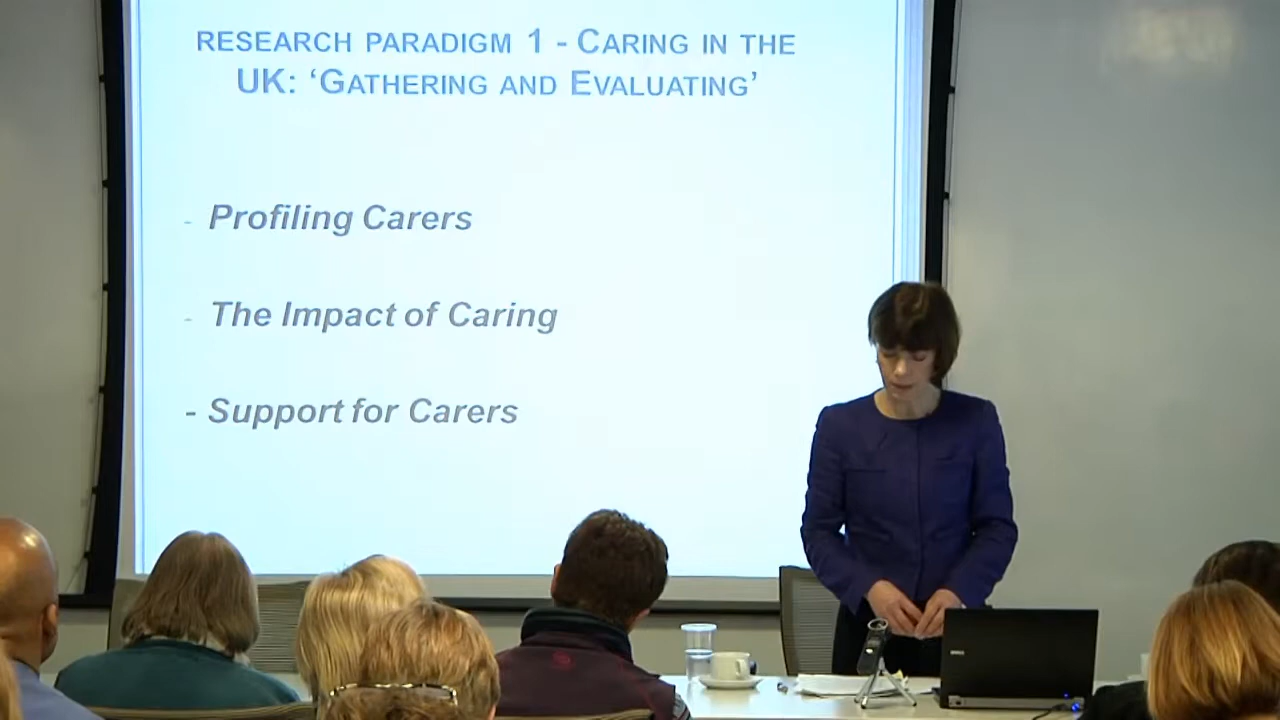 RESEARCH PARADIGM 1 - CARING IN THE
UK: ‘GATHERING AND EVALUATING’
- Profiling Carers
- The Impact of Caring
- Support for Carers
DELL